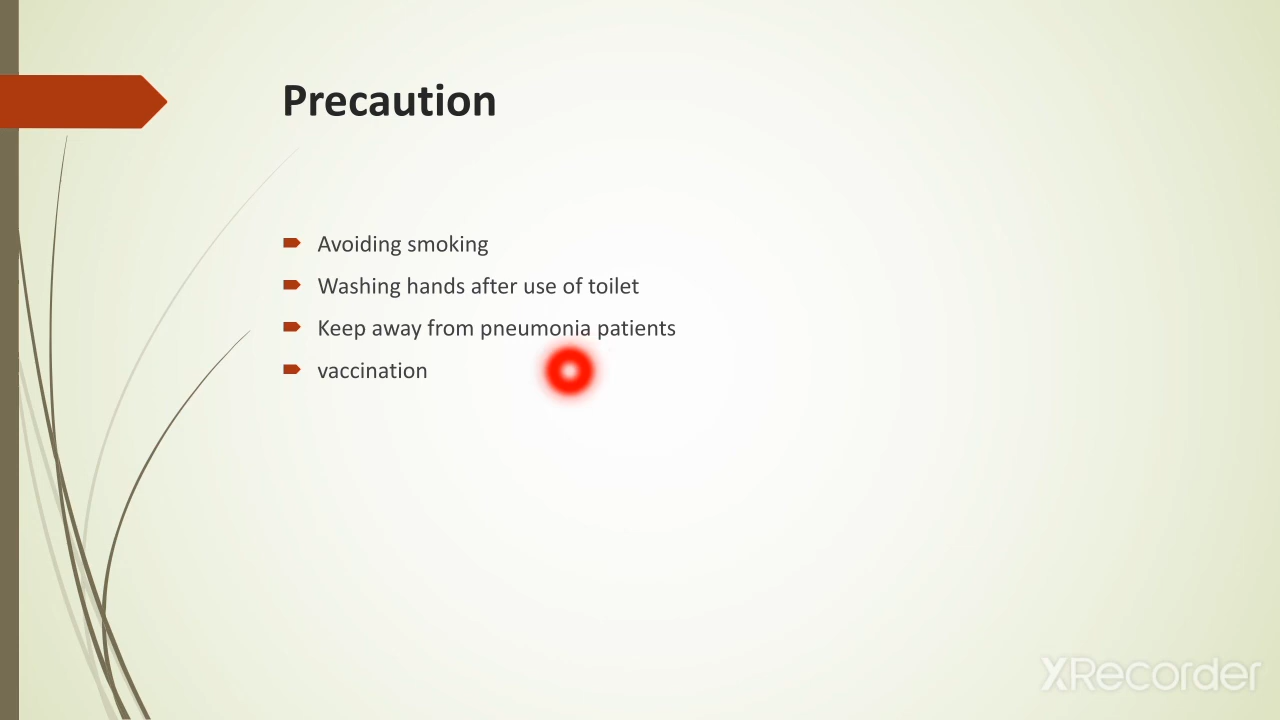 Precaution
Avoiding smoking
Washing hands after use of toilet
Keep away from pneumonia patients
vaccination
XRecorder